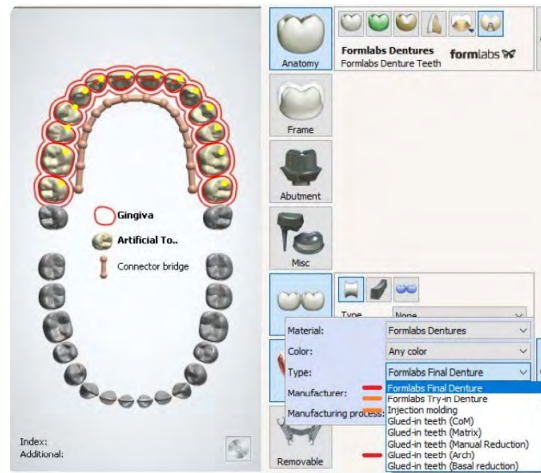 Gingiva
Artificial To..
Connector bridge
Index:
Additional:
Anatomy
Formlabs Dentures
formlabs
Formlabs Denture Teeth
Frame
Abutment
Misc
Type
None
Material:
Formlabs Dentures
Color:
Any color
Type:
Formlabs Final Denture
Manufacturer:
Formlabs Final Denture
Formlabs Try-in Denture
Manufacturing process:
Injection molding
Glued-in teeth (CoM)
Glued-in teeth (Matrix)
Glued-in teeth (Manual Reduction)
Glued-in teeth (Arch)
Glued-in teeth (Basal reduction)
Removable